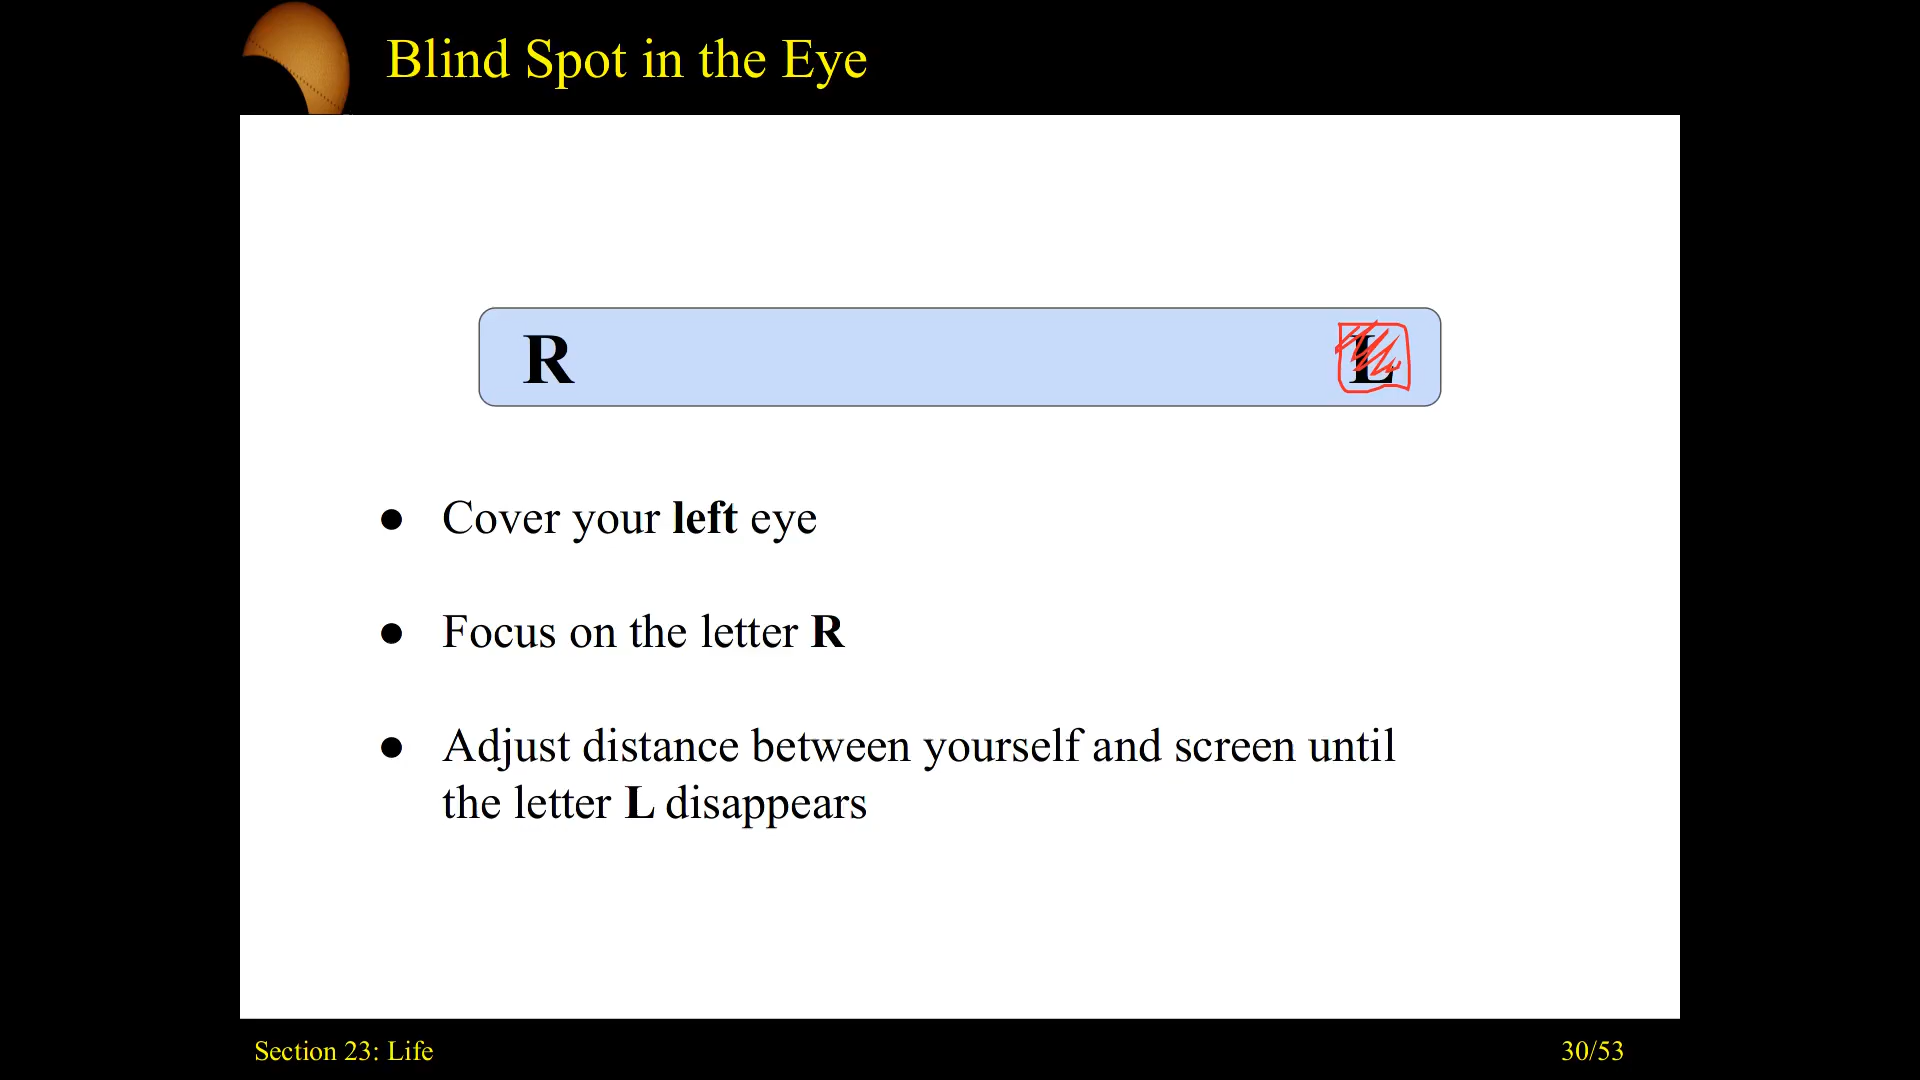 Blind Spot in the Eye
R L
● Cover your left eye
● Focus on the letter R
● Adjust distance between yourself and screen until
the letter L disappears
Section 23: Life 30/53